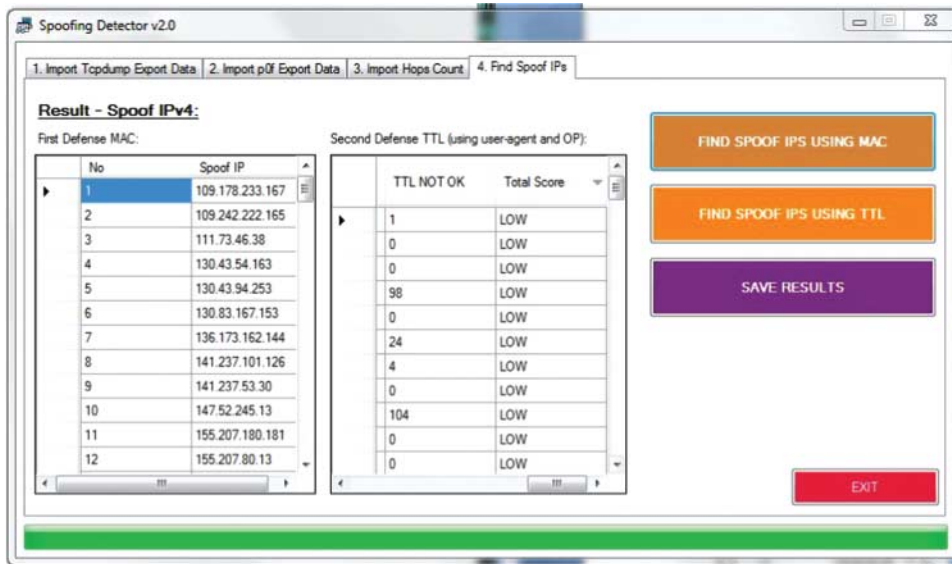 Spoofing Detector v2.0
1. Import Tcpdump Export Data 2. Import p0f Export Data 3. Import Hops Count 4. Find Spoof IPs
Result - Spoof IPv4:
First Defense MAC:
No Spoof IP
1 109.178.233.167
2 109.242.222.165
3 111.73.46.38
4 130.43.54.163
5 130.43.94.253
6 130.83.167.153
7 136.173.162.144
8 141.237.101.126
9 141.237.53.30
10 147.52.245.13
11 155.207.180.181
12 155.207.80.13
Second Defense TTL (using user-agent and OP):
TTL NOT OK Total Score
1 LOW
0 LOW
0 LOW
98 LOW
0 LOW
24 LOW
4 LOW
0 LOW
104 LOW
0 LOW
0 LOW
FIND SPOOF IPS USING MAC
FIND SPOOF IPS USING TTL
SAVE RESULTS
EXIT